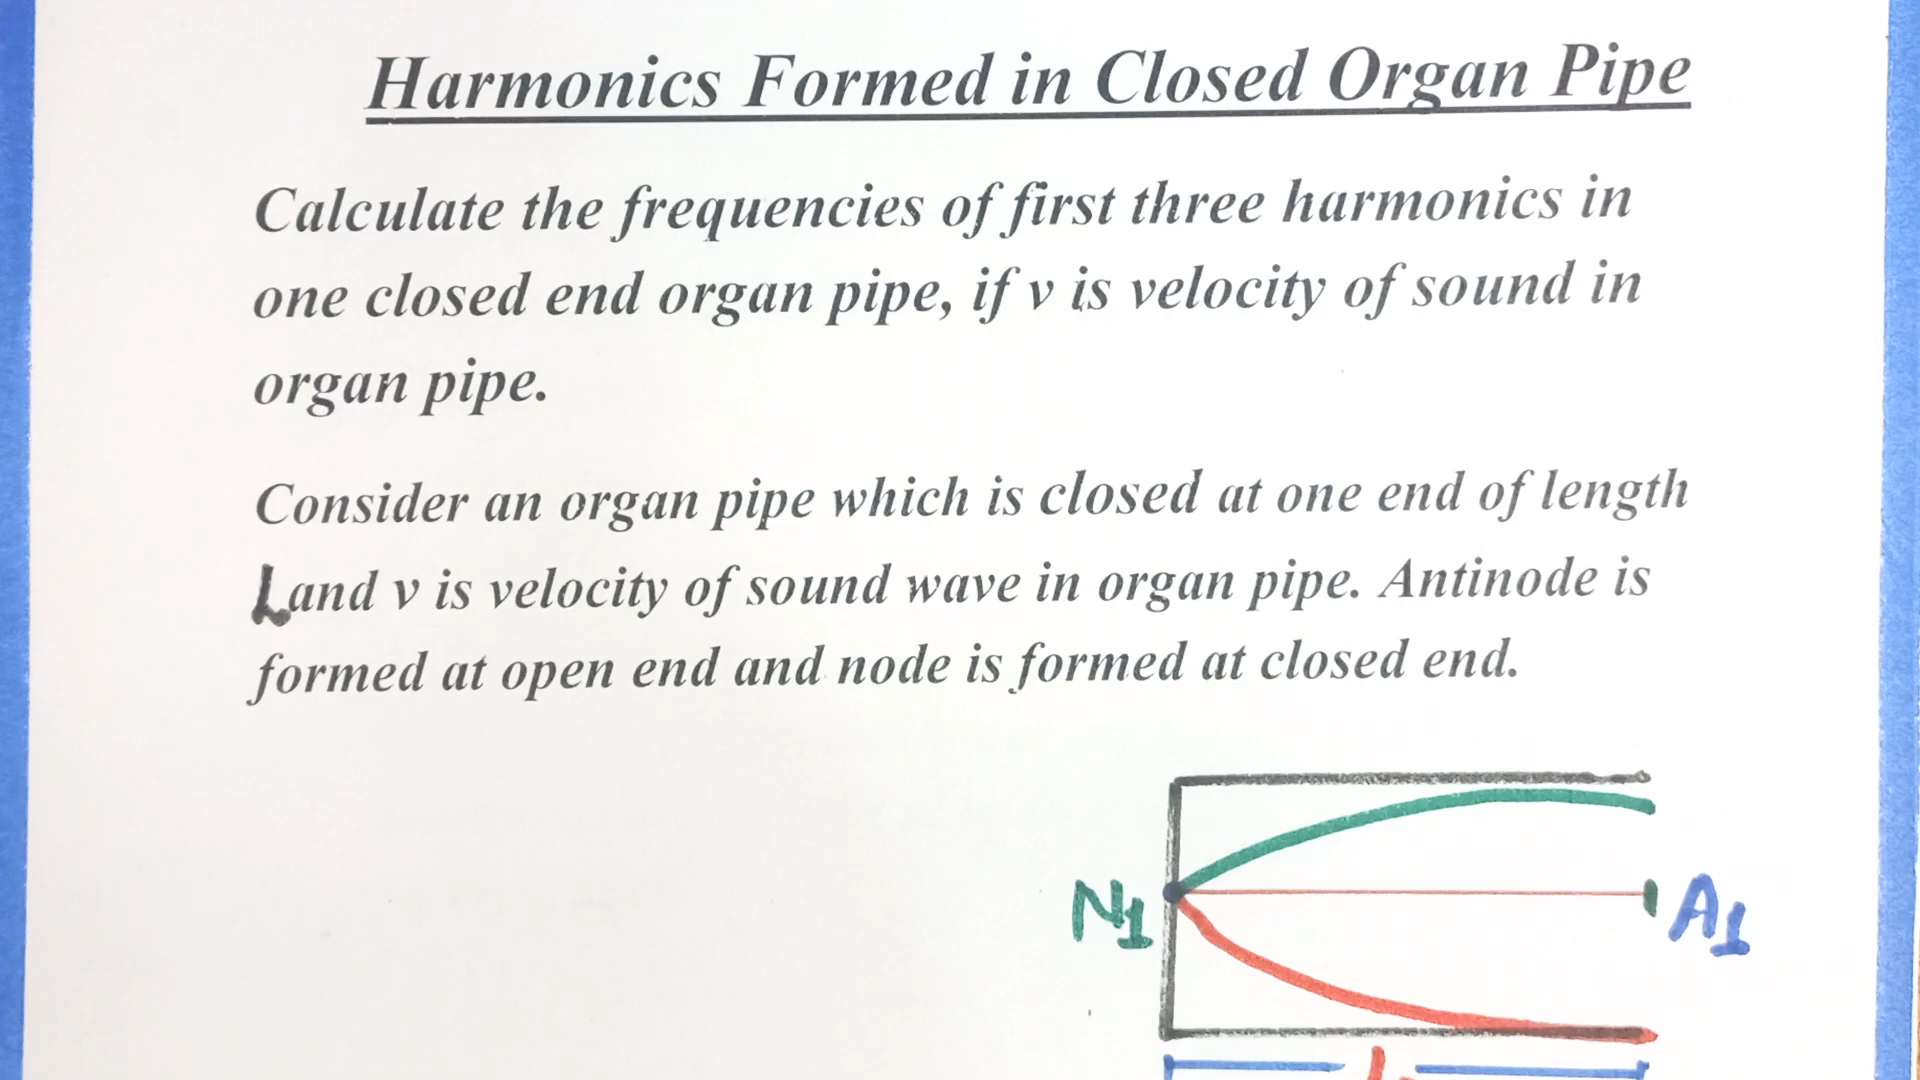 Harmonics Formed in Closed Organ Pipe
Calculate the frequencies of first three harmonics in
one closed end organ pipe, if v is velocity of sound in
organ pipe.
Consider an organ pipe which is closed at one end of length
L and v is velocity of sound wave in organ pipe. Antinode is
formed at open end and node is formed at closed end.
N1
A1